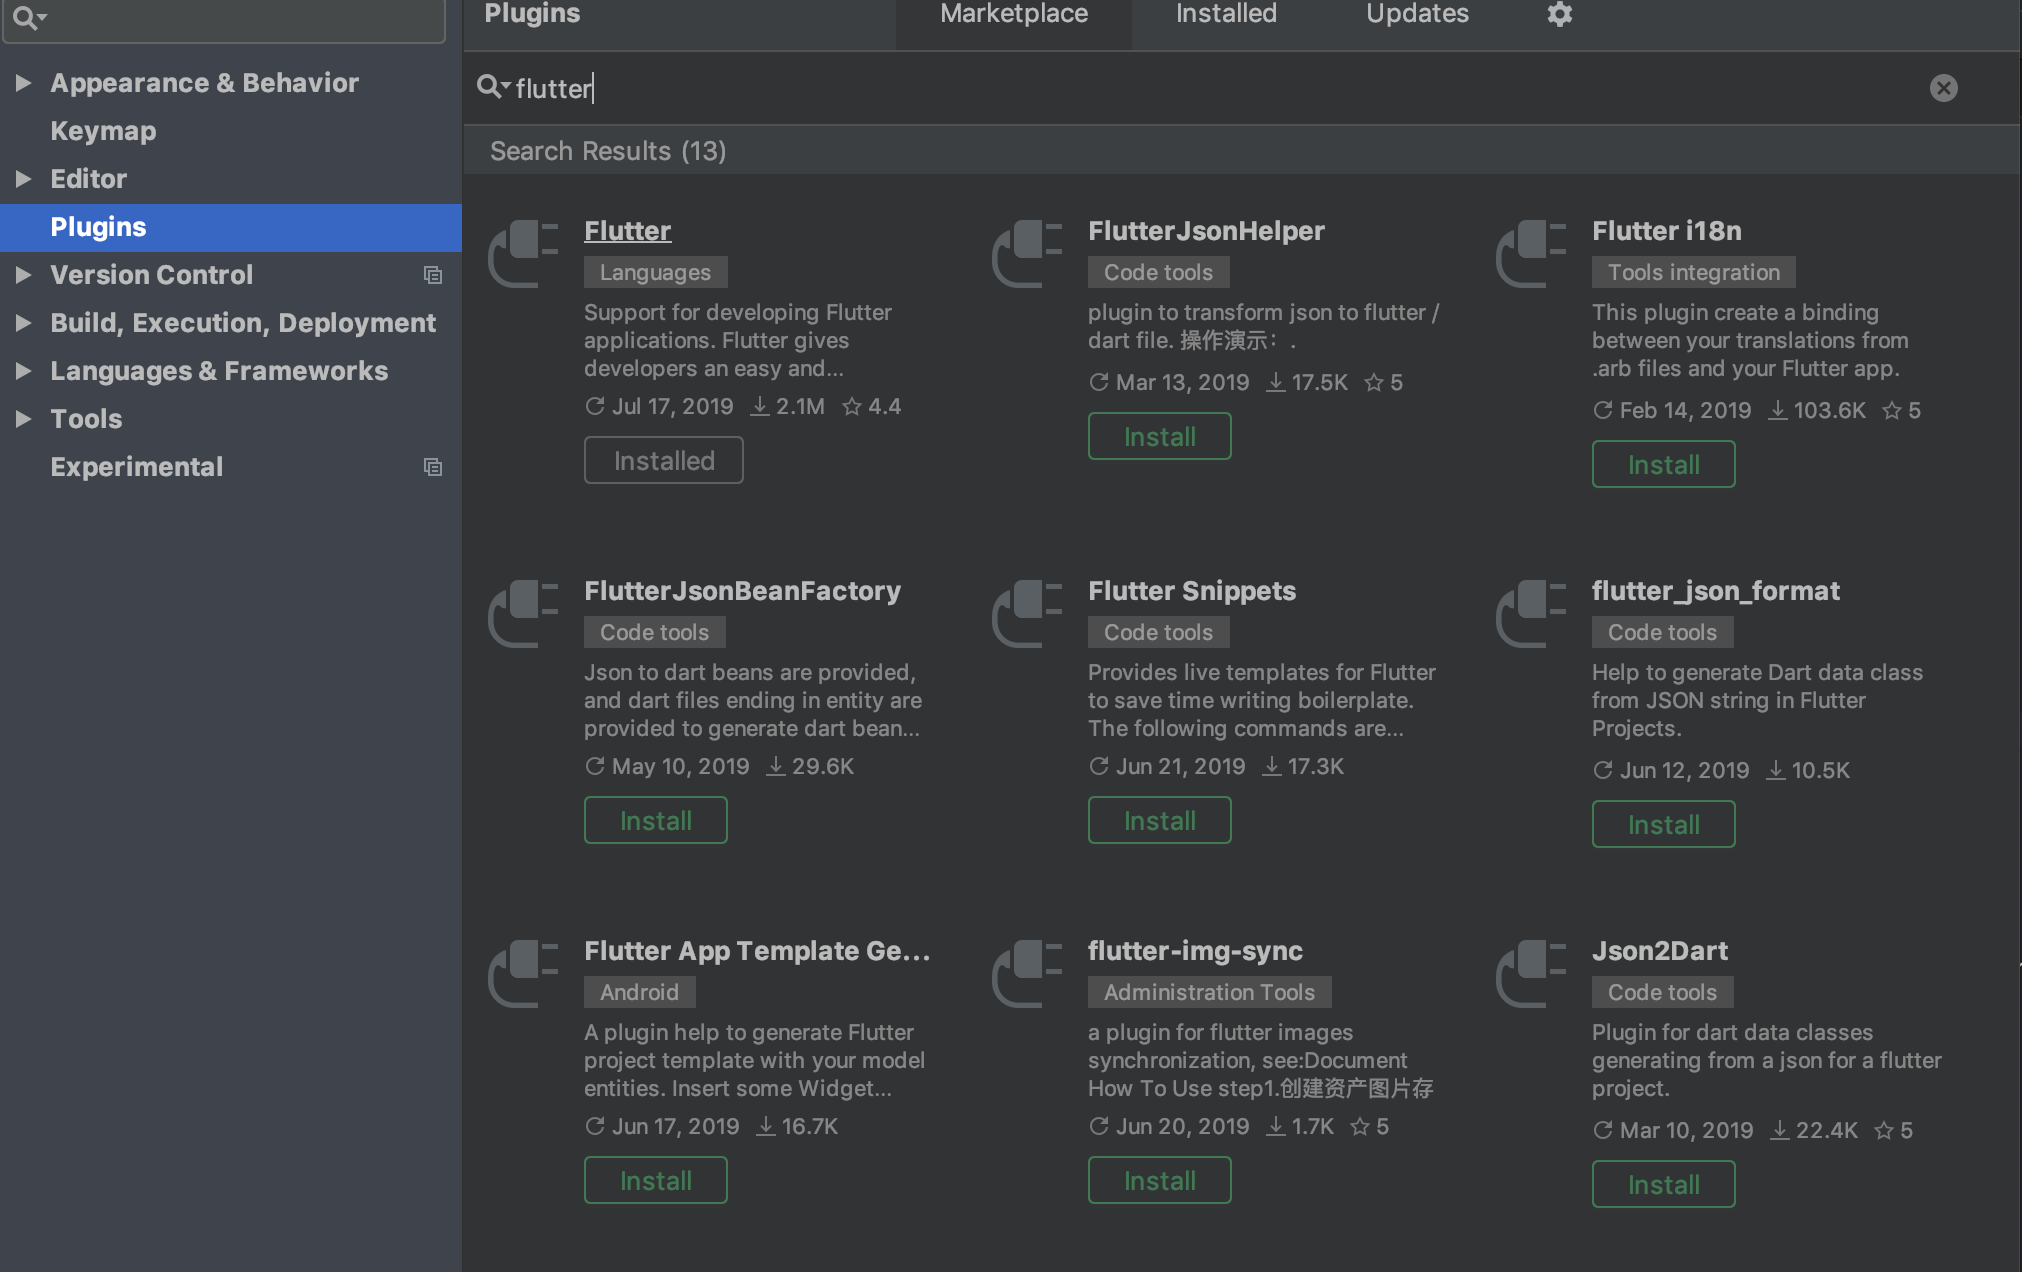 Plugins
Marketplace
Installed
Updates
flutter
Search Results (13)
Appearance & Behavior
Keymap
Editor
Plugins
Version Control
Build, Execution, Deployment
Languages & Frameworks
Tools
Experimental
Flutter
Languages
Support for developing Flutter
applications. Flutter gives
developers an easy and...
Jul 17, 2019 2.1M 4.4
Installed
FlutterJsonHelper
Code tools
plugin to transform json to flutter /
dart file. 操作演示：.
Mar 13, 2019 17.5K 5
Install
Flutter i18n
Tools integration
This plugin create a binding
between your translations from
.arb files and your Flutter app.
Feb 14, 2019 103.6K 5
Install
FlutterJsonBeanFactory
Code tools
Json to dart beans are provided,
and dart files ending in entity are
provided to generate dart bean...
May 10, 2019 29.6K
Install
Flutter Snippets
Code tools
Provides live templates for Flutter
to save time writing boilerplate.
The following commands are...
Jun 21, 2019 17.3K
Install
flutter_json_format
Code tools
Help to generate Dart data class
from JSON string in Flutter
Projects.
Jun 12, 2019 10.5K
Install
Flutter App Template Ge...
Android
A plugin help to generate Flutter
project template with your model
entities. Insert some Widget...
Jun 17, 2019 16.7K
Install
flutter-img-sync
Administration Tools
a plugin for flutter images
synchronization, see:Document
How To Use step1.创建资产图片存
Jun 20, 2019 1.7K 5
Install
Json2Dart
Code tools
Plugin for dart data classes
generating from a json for a flutter
project.
Mar 10, 2019 22.4K 5
Install